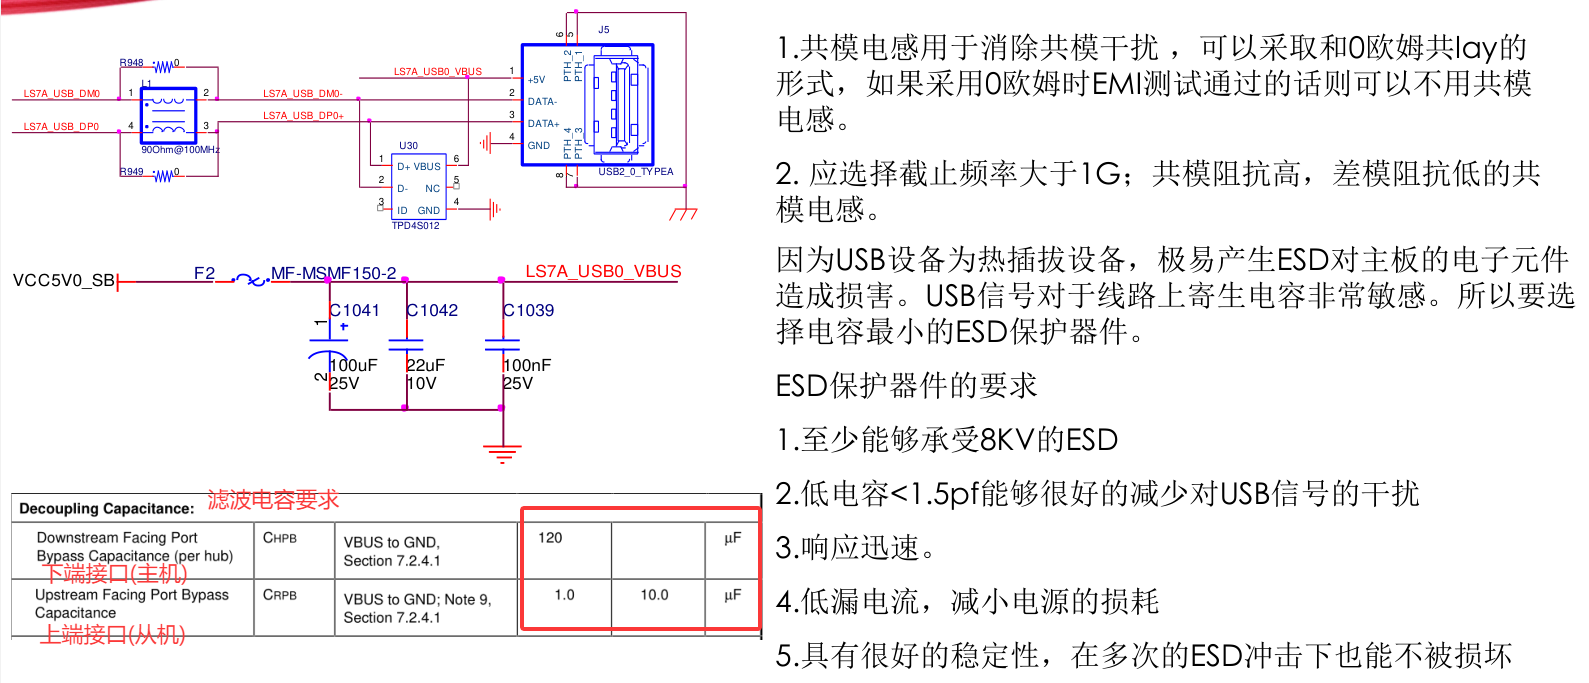 J5
R948 0
L1
LS7A_USB_DM0 1 2 LS7A_USB_DM0-
LS7A_USB_DP0 4 3 LS7A_USB_DP0+
90Ohm@100MHz
R949 0
LS7A_USB0_VBUS
6 5
PTH_2 PTH_1
1 +5V
2 DATA-
3 DATA+
4 GND
PTH_4 PTH_3
8 7
USB2_0_TYPEA
U30
1 D+ VBUS 6
2 D- NC 5
3 ID GND 4
TPD4S012
VCC5V0_SB F2 MF-MSMF150-2 LS7A_USB0_VBUS
C1041 C1042 C1039
1 +
2
100uF 22uF 100nF
25V 10V 25V
Decoupling Capacitance: 滤波电容要求
Downstream Facing Port CHPB VBUS to GND, 120 μF
Bypass Capacitance (per hub) Section 7.2.4.1
下端接口(主机)
Upstream Facing Port Bypass CRPB VBUS to GND; Note 9, 1.0 10.0 μF
Capacitance Section 7.2.4.1
上端接口(从机)
1.共模电感用于消除共模干扰 ，可以采取和0欧姆共lay的
形式，如果采用0欧姆时EMI测试通过的话则可以不用共模
电感。
2. 应选择截止频率大于1G；共模阻抗高，差模阻抗低的共
模电感。
因为USB设备为热插拔设备，极易产生ESD对主板的电子元件
造成损害。USB信号对于线路上寄生电容非常敏感。所以要选
择电容最小的ESD保护器件。
ESD保护器件的要求
1.至少能够承受8KV的ESD
2.低电容<1.5pf能够很好的减少对USB信号的干扰
3.响应迅速。
4.低漏电流，减小电源的损耗
5.具有很好的稳定性，在多次的ESD冲击下也能不被损坏